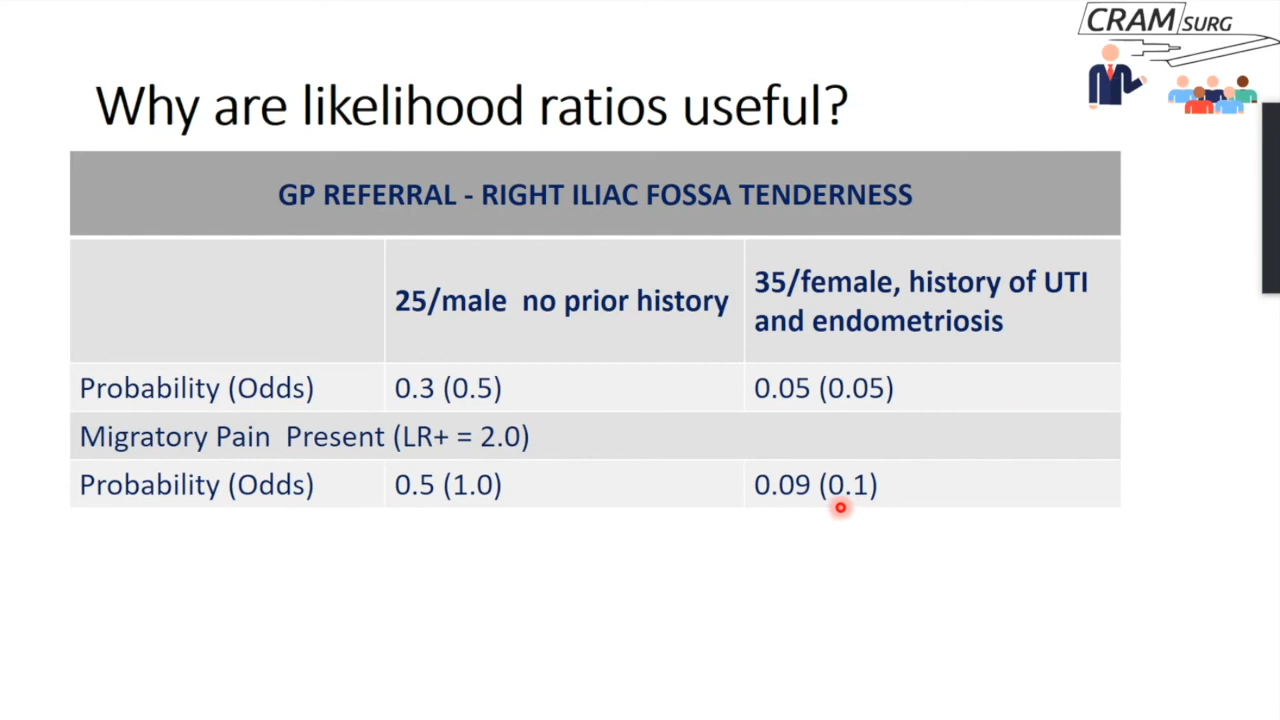 CRAM SURG
Why are likelihood ratios useful?
GP REFERRAL - RIGHT ILIAC FOSSA TENDERNESS
25/male no prior history
35/female, history of UTI
and endometriosis
Probability (Odds) 0.3 (0.5) 0.05 (0.05)
Migratory Pain Present (LR+ = 2.0)
Probability (Odds) 0.5 (1.0) 0.09 (0.1)